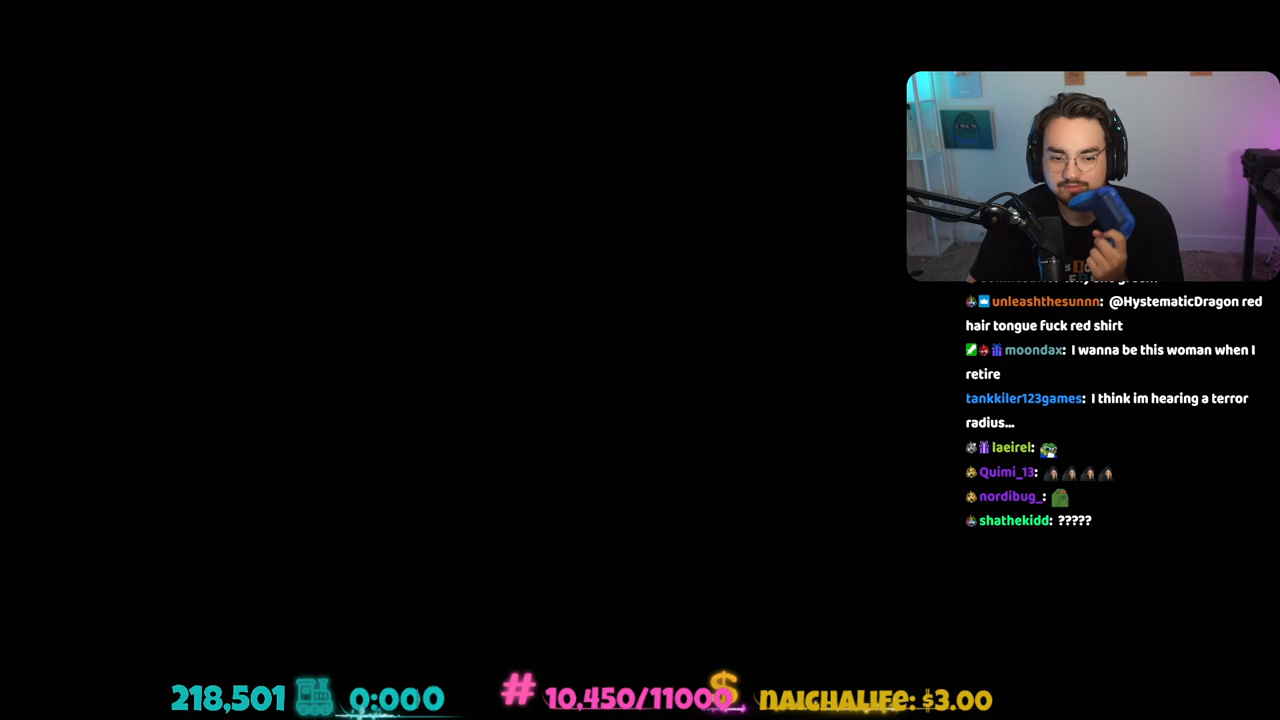 unleashthesunnn: @HystematicDragon red
hair tongue fuck red shirt
moondax: I wanna be this woman when I
retire
tankkiler123games: I think im hearing a terror
radius...
laeirel:
Quimi_13:
nordibug_:
shathekidd: ?????
218,501 0:000 # 10,450/11000 $ NAICHALIFE: $3.00